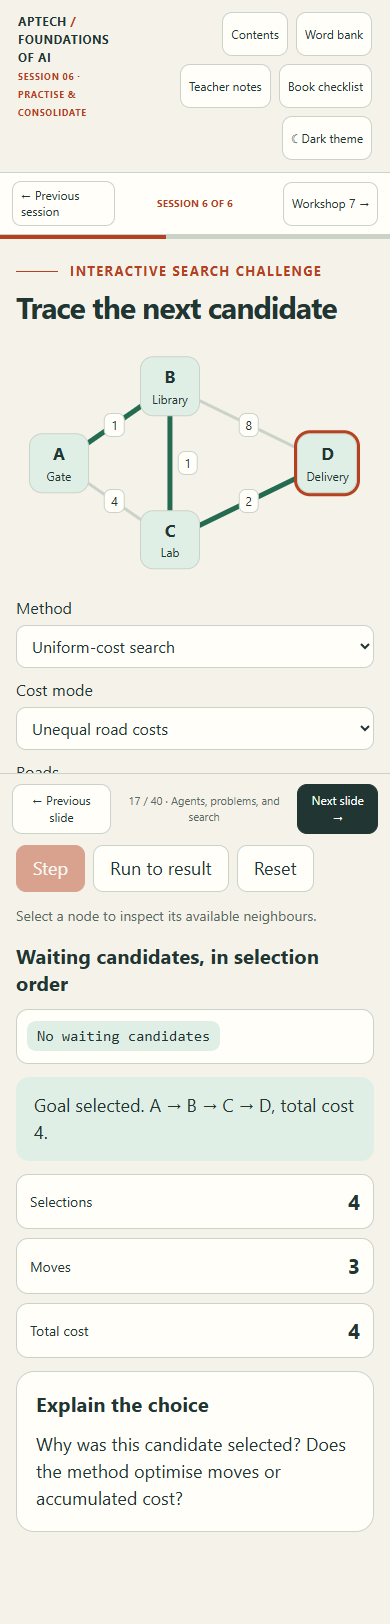 APTECH /
FOUNDATIONS
OF AI
SESSION 06 ·
PRACTISE &
CONSOLIDATE
Contents
Word bank
Teacher notes
Book checklist
☾ Dark theme
← Previous
session
SESSION 6 OF 6
Workshop 7 →
INTERACTIVE SEARCH CHALLENGE
Trace the next candidate
B
Library
1
8
A
Gate
1
D
Delivery
4
2
C
Lab
Method
Uniform-cost search
Cost mode
Unequal road costs
Roads
← Previous
slide
17 / 40 · Agents, problems, and
search
Next slide
→
Step
Run to result
Reset
Select a node to inspect its available neighbours.
Waiting candidates, in selection
order
No waiting candidates
Goal selected. A → B → C → D, total cost
4.
Selections
4
Moves
3
Total cost
4
Explain the choice
Why was this candidate selected? Does
the method optimise moves or
accumulated cost?